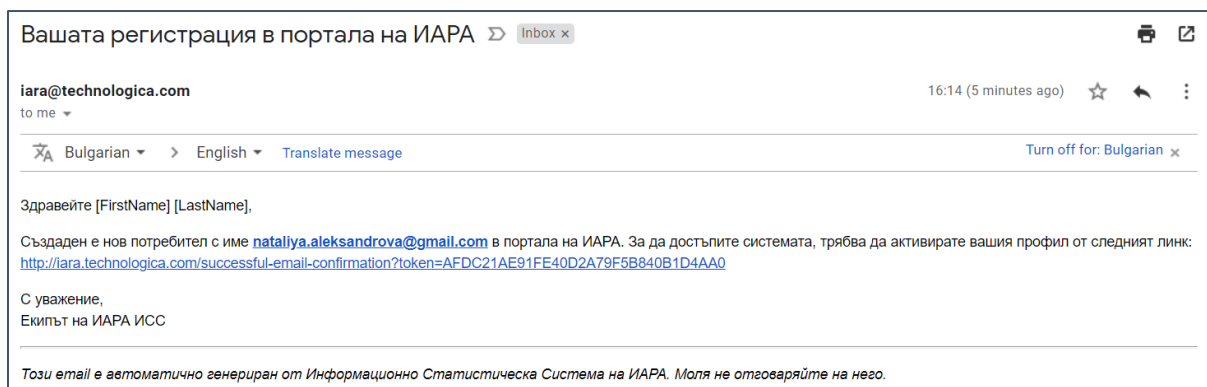 Вашата регистрация в портала на ИАРА Inbox x
iara@technologica.com 16:14 (5 minutes ago)
to me
Bulgarian > English Translate message Turn off for: Bulgarian x
Здравейте [FirstName] [LastName],
Създаден е нов потребител с име nataliya.aleksandrova@gmail.com в портала на ИАРА. За да достъпите системата, трябва да активирате вашия профил от следният линк:
http://iara.technologica.com/successful-email-confirmation?token=AFDC21AE91FE40D2A79F5B840B1D4AA0
С уважение,
Екипът на ИАРА ИСС
Този email е автоматично генериран от Информационно Статистическа Система на ИАРА. Моля не отговаряйте на него.